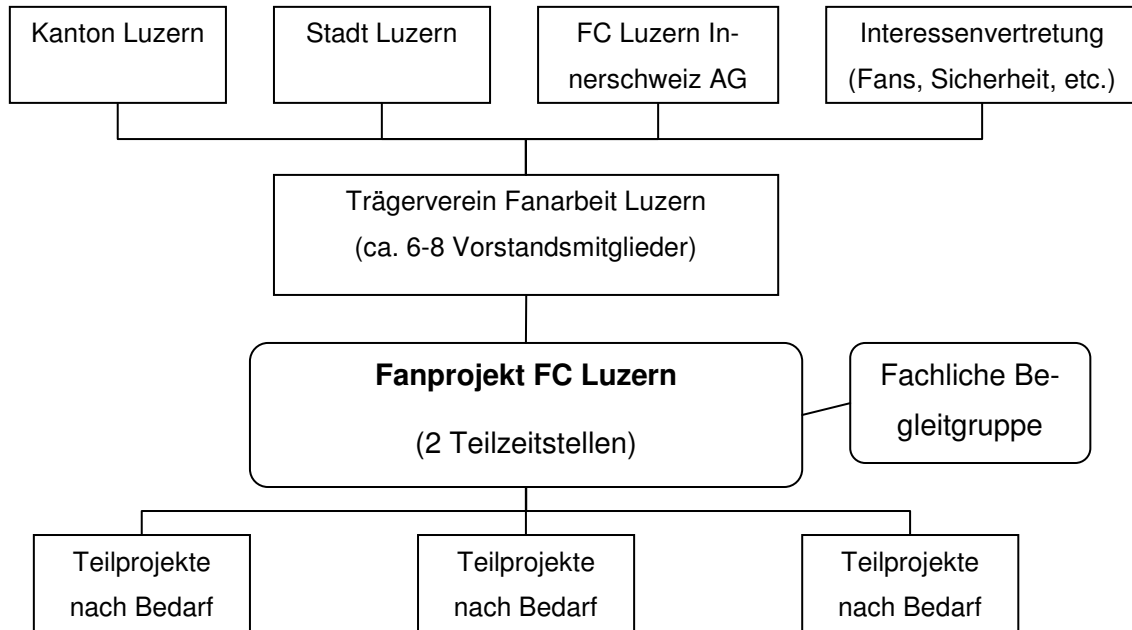 Kanton Luzern
Stadt Luzern
FC Luzern In-
nerschweiz AG
Interessenvertretung
(Fans, Sicherheit, etc.)
Trägerverein Fanarbeit Luzern
(ca. 6-8 Vorstandsmitglieder)
Fanprojekt FC Luzern
(2 Teilzeitstellen)
Fachliche Be-
gleitgruppe
Teilprojekte
nach Bedarf
Teilprojekte
nach Bedarf
Teilprojekte
nach Bedarf